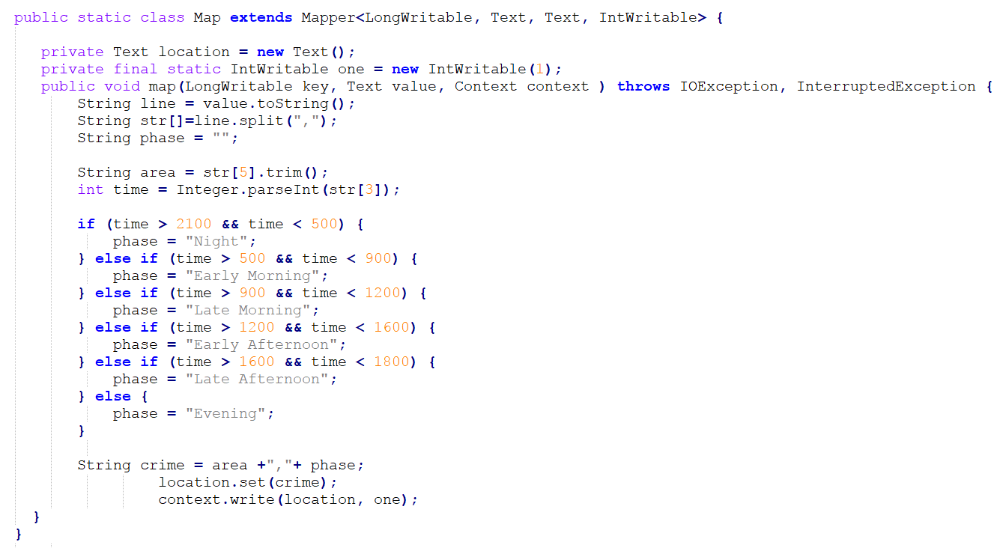 public static class Map extends Mapper<LongWritable, Text, Text, IntWritable> {
private Text location = new Text();
private final static IntWritable one = new IntWritable(1);
public void map(LongWritable key, Text value, Context context ) throws IOException, InterruptedException {
String line = value.toString();
String str[]=line.split(",");
String phase = "";
String area = str[5].trim();
int time = Integer.parseInt(str[3]);
if (time > 2100 && time < 500) {
phase = "Night";
} else if (time > 500 && time < 900) {
phase = "Early Morning";
} else if (time > 900 && time < 1200) {
phase = "Late Morning";
} else if (time > 1200 && time < 1600) {
phase = "Early Afternoon";
} else if (time > 1600 && time < 1800) {
phase = "Late Afternoon";
} else {
phase = "Evening";
}
String crime = area +","+ phase;
location.set(crime);
context.write(location, one);
}
}